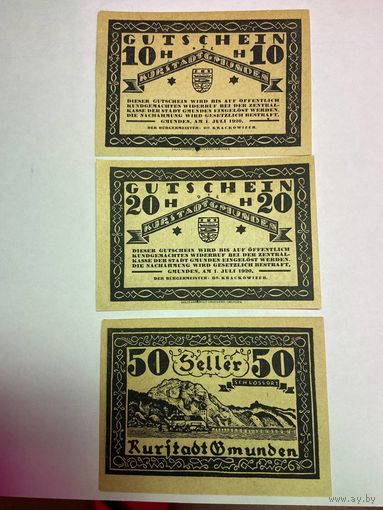 GUTSCHEIN
10 H H 10
KURSTADT GMUNDEN
DIESER GUTSCHEIN WIRD BIS AUF ÖFFENTLICH
KUNDGEMACHTEN WIDERRUF BEI DER ZENTRAL-
KASSE DER STADT GMUNDEN EINGELÖST WERDEN.
DIE NACHAHMUNG WIRD GESETZLICH BESTRAFT.
GMUNDEN, AM 1. JULI 1920.
DER BÜRGERMEISTER: DR. KRACKOWIZER.
GUTSCHEIN
20 H H 20
KURSTADT GMUNDEN
DIESER GUTSCHEIN WIRD BIS AUF ÖFFENTLICH
KUNDGEMACHTEN WIDERRUF BEI DER ZENTRAL-
KASSE DER STADT GMUNDEN EINGELÖST WERDEN.
DIE NACHAHMUNG WIRD GESETZLICH BESTRAFT.
GMUNDEN, AM 1. JULI 1920.
DER BÜRGERMEISTER: DR. KRACKOWIZER.
50 Heller 50
SCHLOSS ORT
Kurstadt Gmunden
www.ay.by